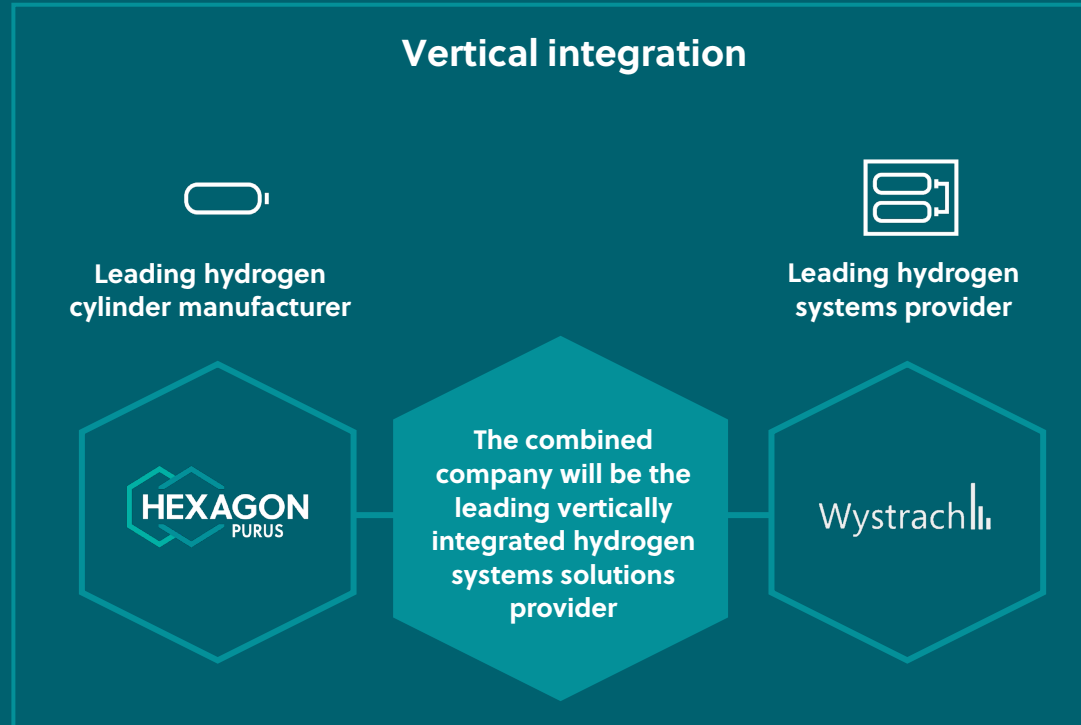 Vertical integration
Leading hydrogen
cylinder manufacturer
Leading hydrogen
systems provider
HEXAGON
PURUS
The combined
company will be the
leading vertically
integrated hydrogen
systems solutions
provider
Wystrach